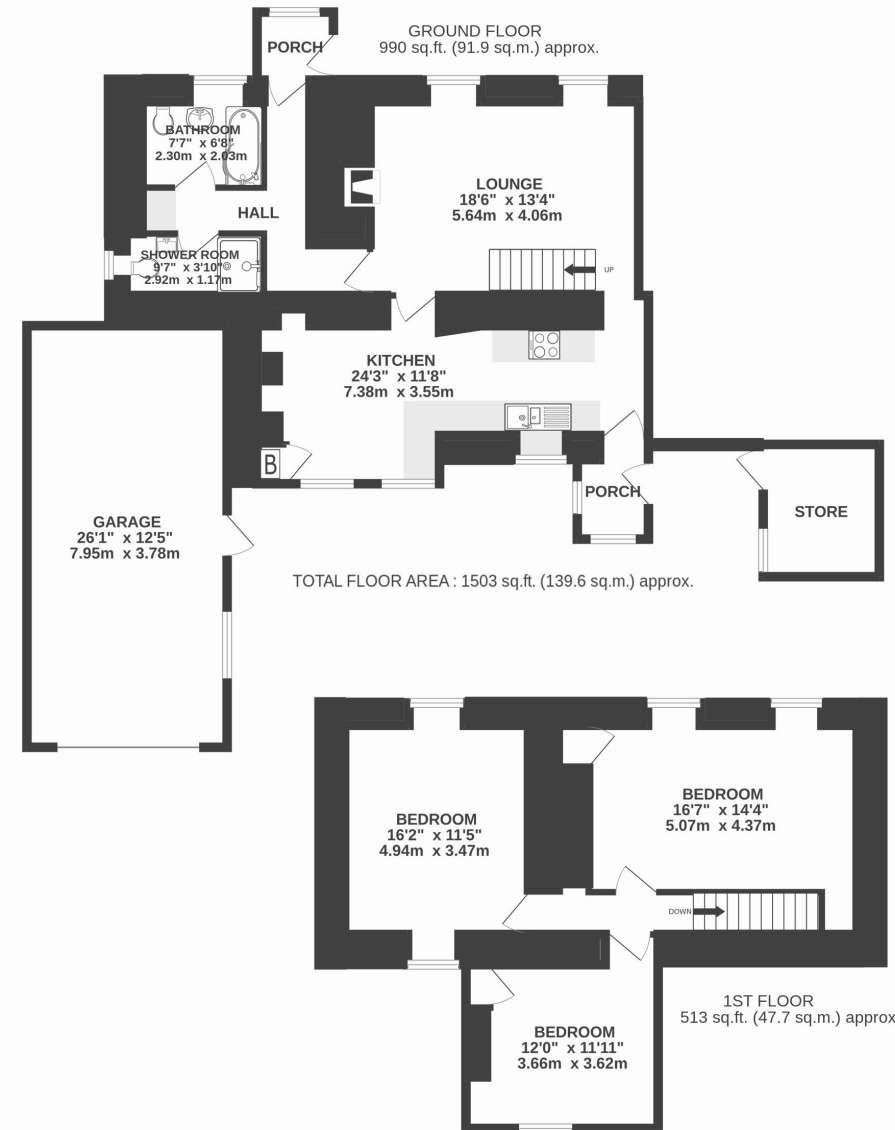 GROUND FLOOR
990 sq.ft. (91.9 sq.m.) approx.
PORCH
BATHROOM
7'7" x 6'8"
2.30m x 2.03m
LOUNGE
18'6" x 13'4"
5.64m x 4.06m
HALL
SHOWER ROOM
9'7" x 3'10"
2.92m x 1.17m
UP
KITCHEN
24'3" x 11'8"
7.38m x 3.55m
B
PORCH
STORE
GARAGE
26'1" x 12'5"
7.95m x 3.78m
TOTAL FLOOR AREA : 1503 sq.ft. (139.6 sq.m.) approx.
BEDROOM
16'2" x 11'5"
4.94m x 3.47m
BEDROOM
16'7" x 14'4"
5.07m x 4.37m
DOWN
1ST FLOOR
513 sq.ft. (47.7 sq.m.) approx
BEDROOM
12'0" x 11'11"
3.66m x 3.62m